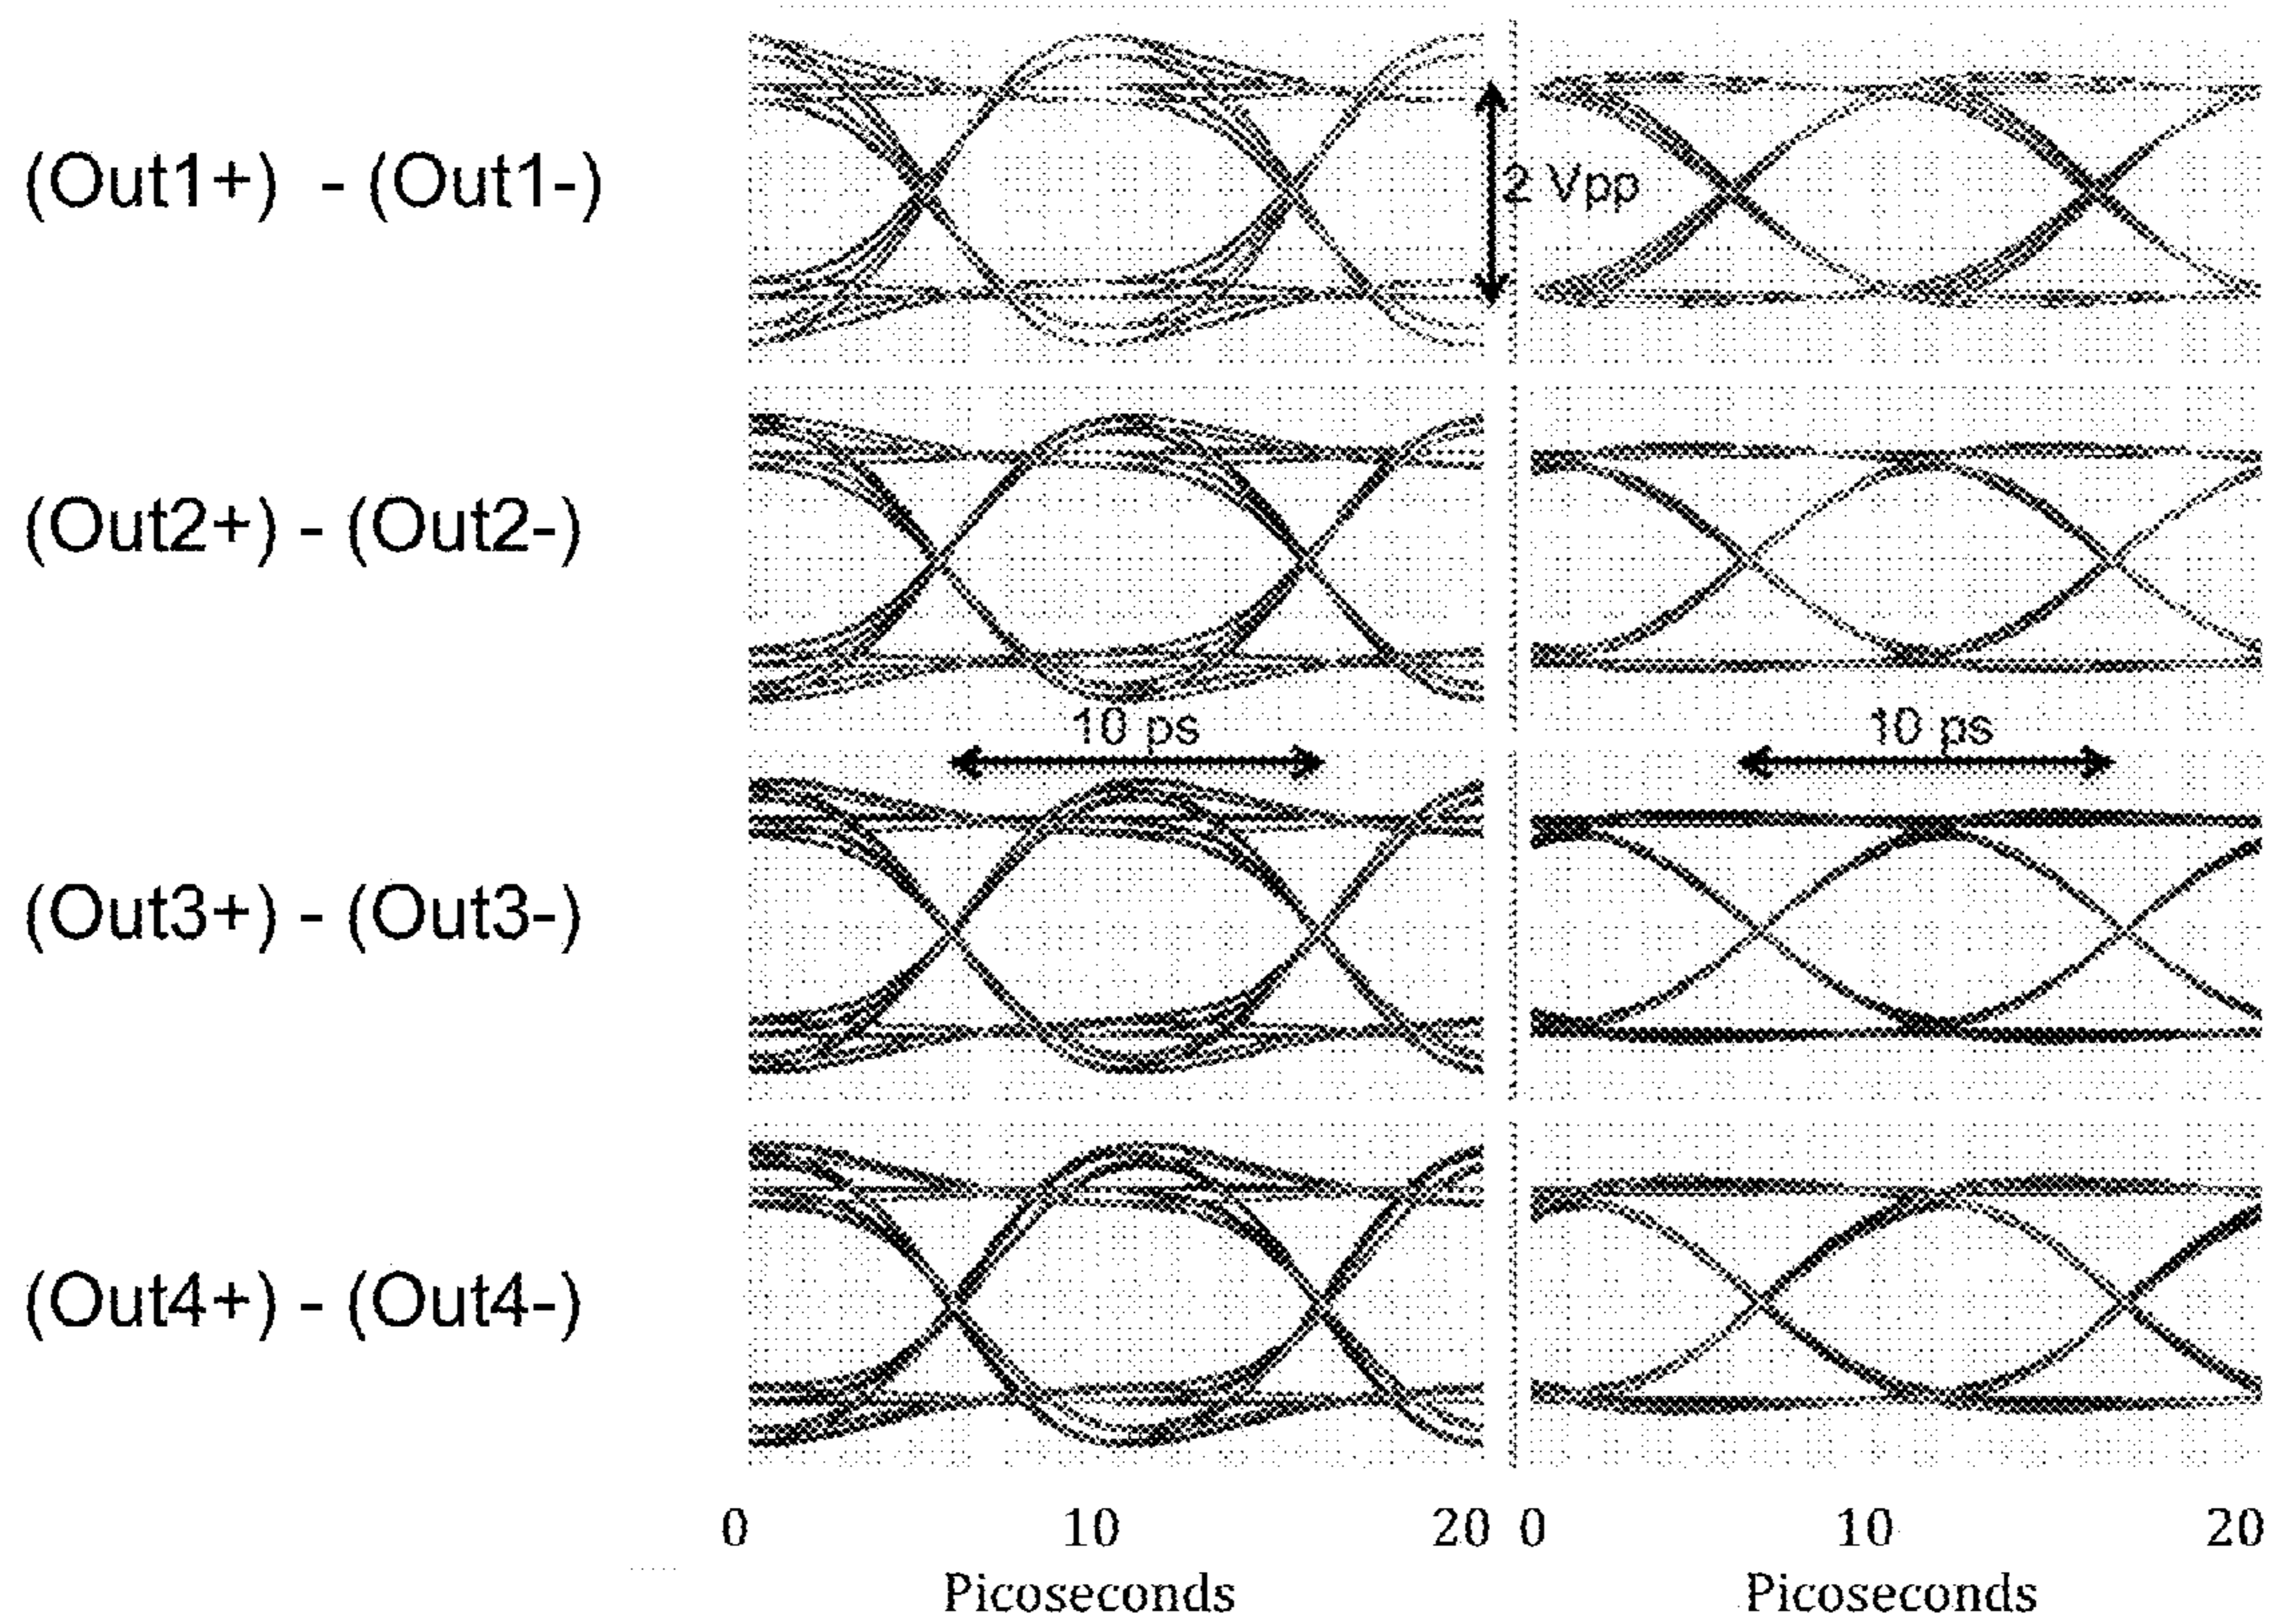 (Out1+) - (Out1-)
2 Vpp
(Out2+) - (Out2-)
10 ps 10 ps
(Out3+) - (Out3-)
(Out4+) - (Out4-)
0 10 20 0 10 20
Picoseconds Picoseconds